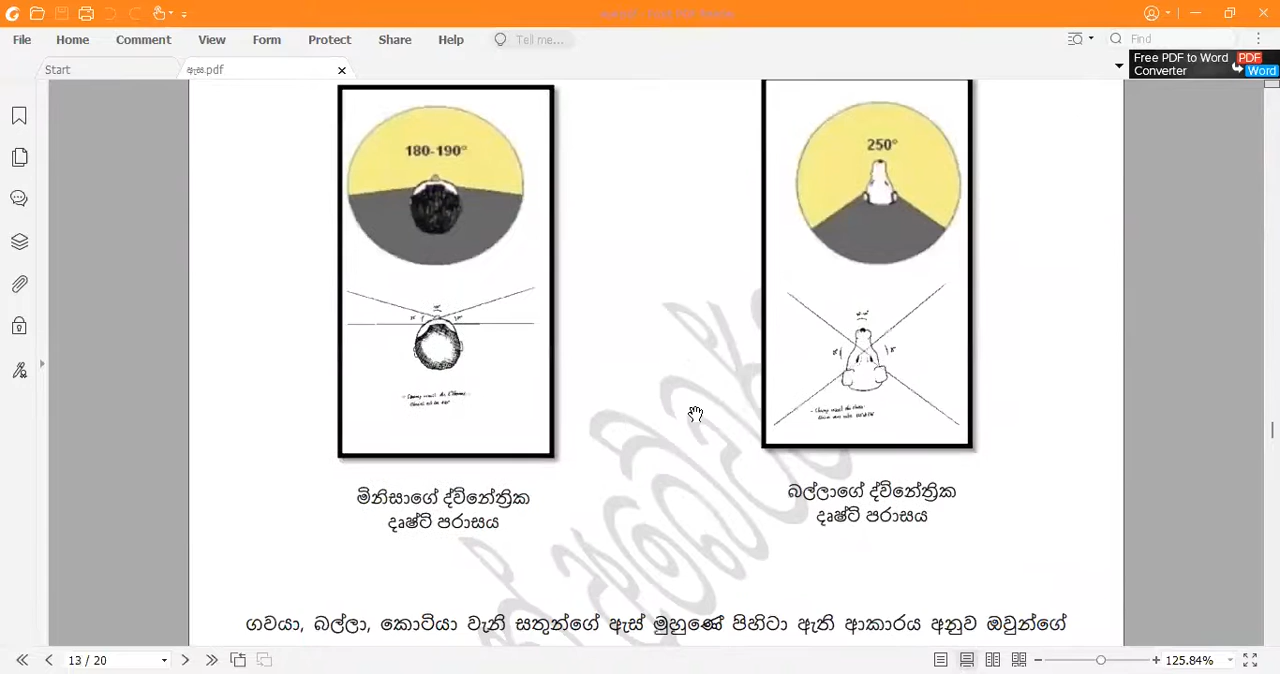 File Home Comment View Form Protect Share Help Tell me... Find
Start ඇස.pdf
Free PDF to Word Converter PDF Word
180-190°
250°
මිනිසාගේ ද්විනේත්‍රික
දෘෂ්ටි පරාසය
බල්ලාගේ ද්විනේත්‍රික
දෘෂ්ටි පරාසය
ගවයා, බල්ලා, කොටියා වැනි සතුන්ගේ ඇස් මුහුණේ පිහිටා ඇති ආකාරය අනුව ඔවුන්ගේ
13 / 20
125.84%